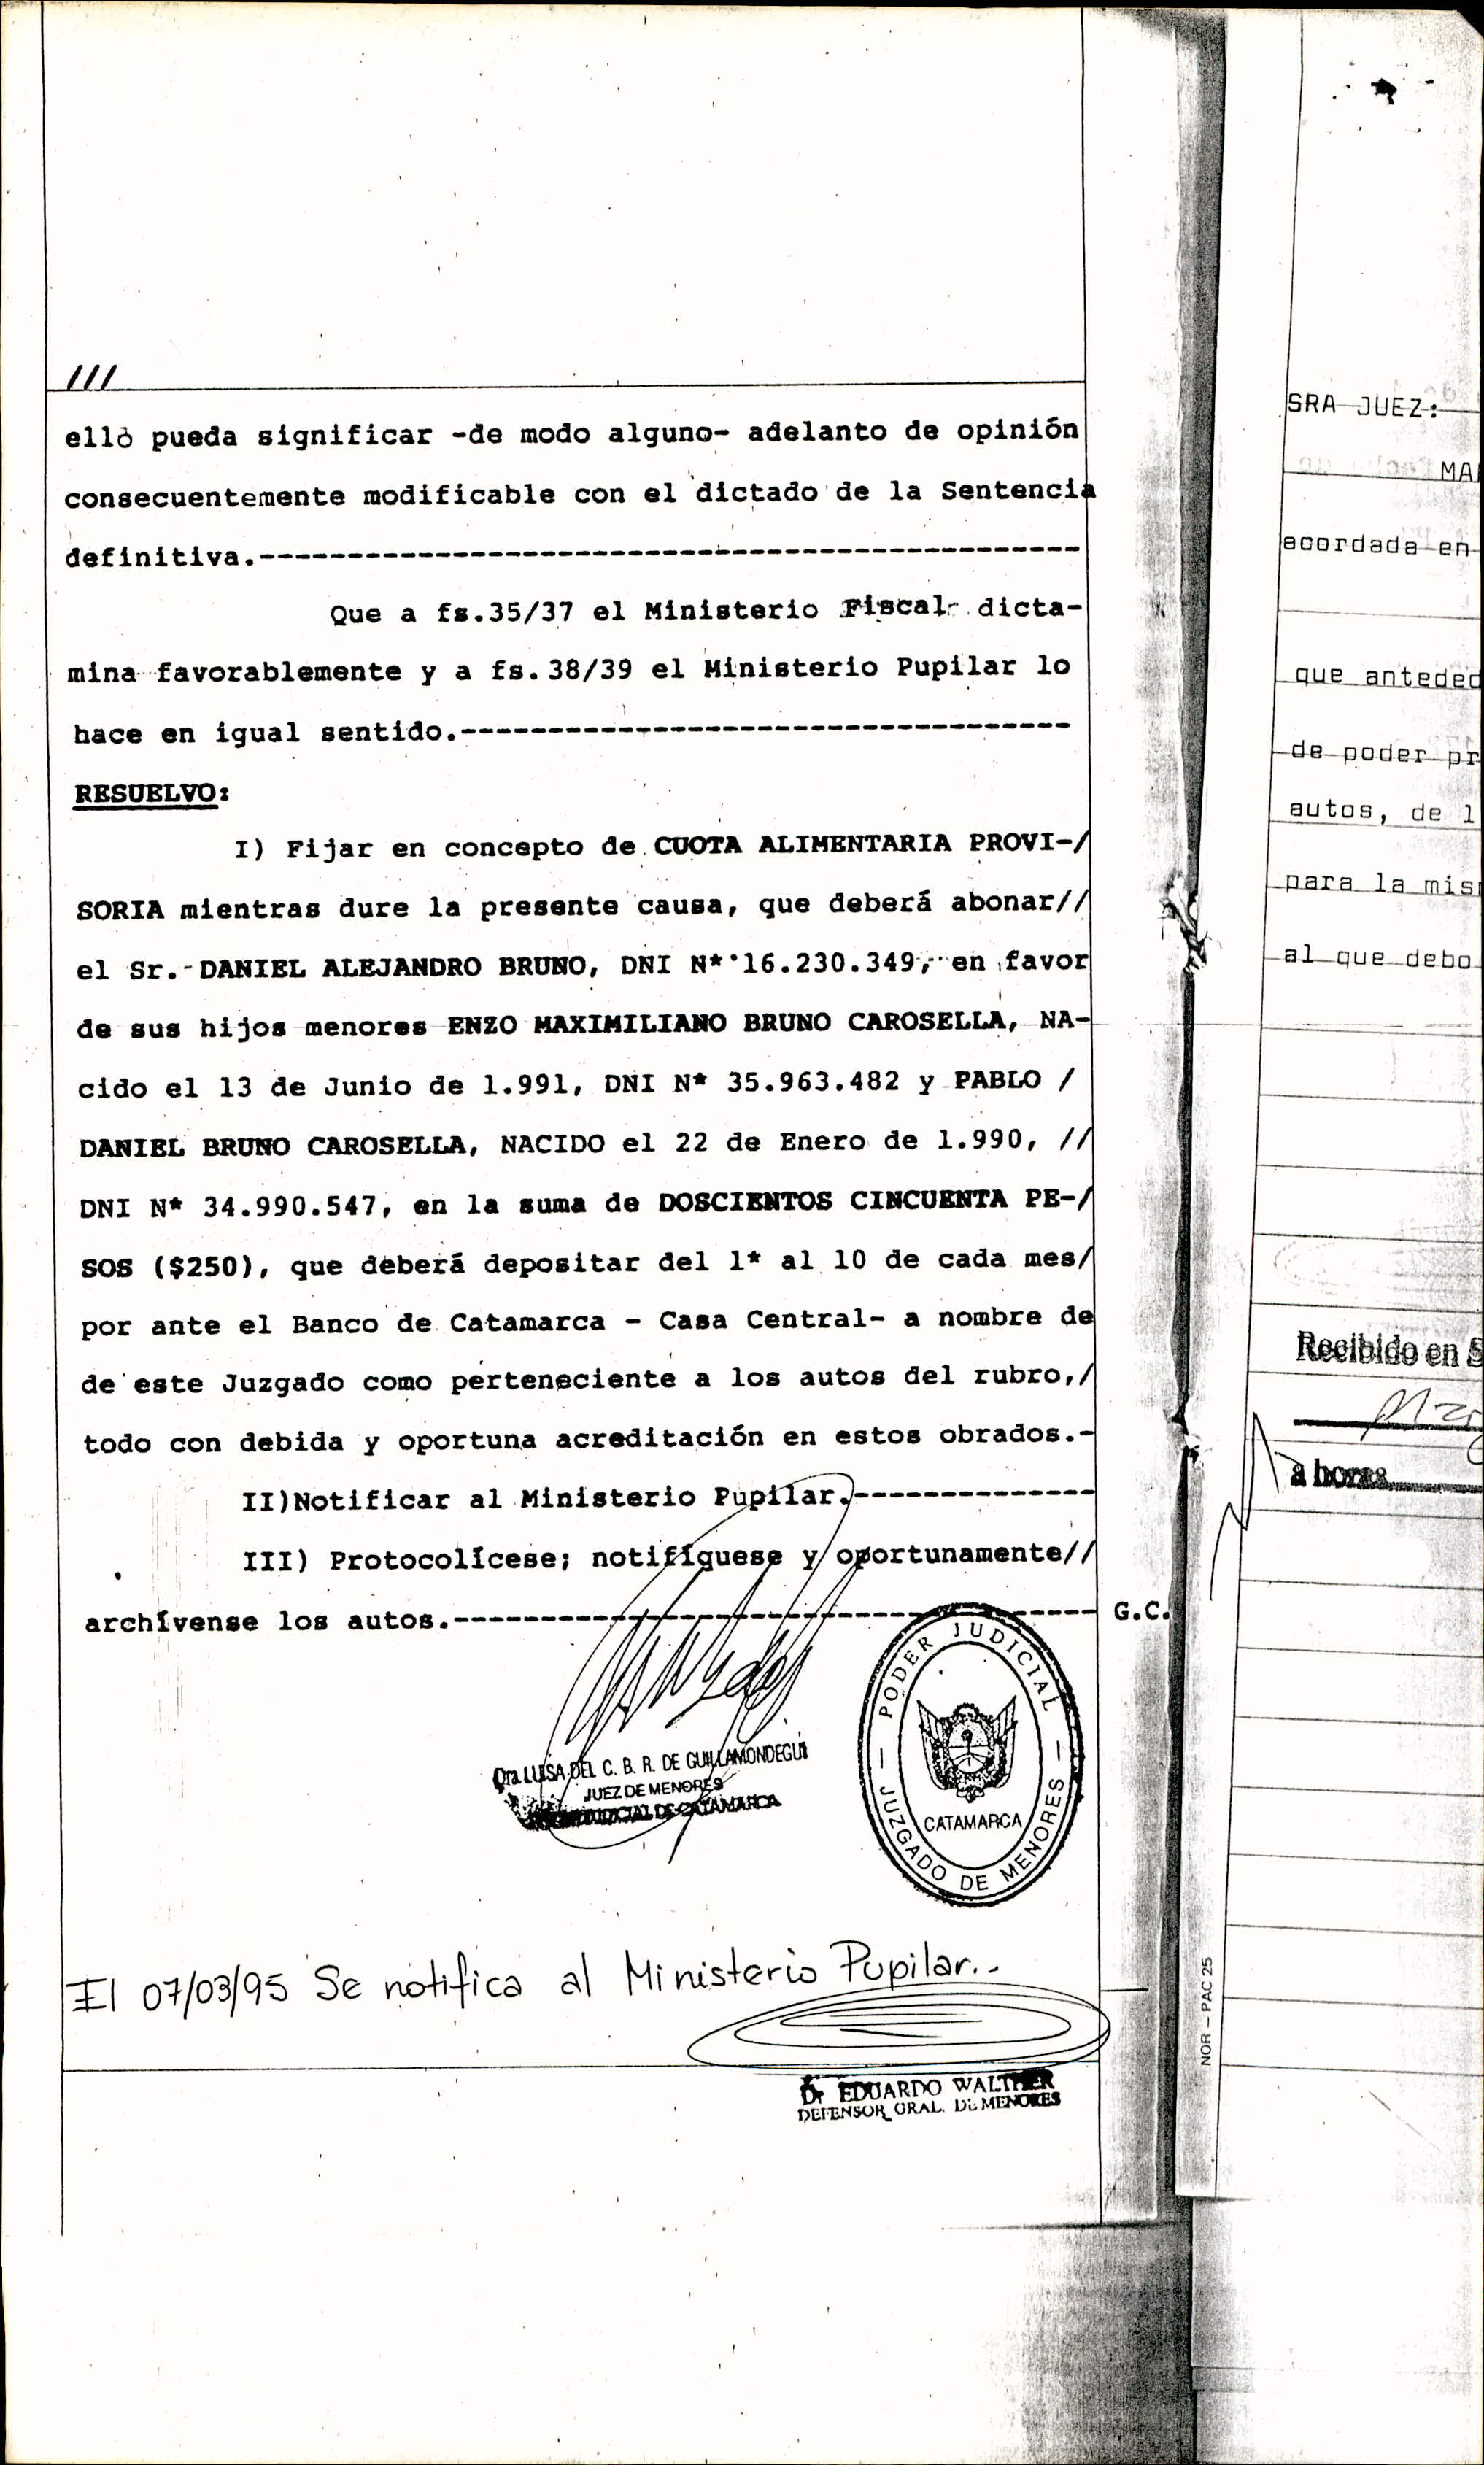 ///
ello pueda significar -de modo alguno- adelanto de opinión
consecuentemente modificable con el dictado de la Sentencia
definitiva.-----------------------------------------------
Que a fs.35/37 el Ministerio Fiscal- dicta-
mina favorablemente y a fs.38/39 el Ministerio Pupilar lo
hace en igual sentido.-----------------------------------
RESUELVO:
I) Fijar en concepto de CUOTA ALIMENTARIA PROVI-/
SORIA mientras dure la presente causa, que deberá abonar//
el Sr.-DANIEL ALEJANDRO BRUNO, DNI N* 16.230.349, en favor
de sus hijos menores ENZO MAXIMILIANO BRUNO CAROSELLA, NA-
cido el 13 de Junio de 1.991, DNI N* 35.963.482 y PABLO /
DANIEL BRUNO CAROSELLA, NACIDO el 22 de Enero de 1.990, //
DNI N* 34.990.547, en la suma de DOSCIENTOS CINCUENTA PE-/
SOS ($250), que deberá depositar del 1* al 10 de cada mes/
por ante el Banco de Catamarca - Casa Central- a nombre de
de este Juzgado como perteneciente a los autos del rubro,/
todo con debida y oportuna acreditación en estos obrados.-
II)Notificar al Ministerio Pupilar.--------------
III) Protocolícese; notifíquese y oportunamente//
archívense los autos.-------------------------------------
G.C.
Dra. LUISA DEL C. B. R. DE GUILLAMONDEGUI
JUEZ DE MENORES
JUDICIAL DE CATAMARCA
PODER JUDICIAL
CATAMARCA
JUZGADO DE MENORES
El 07/03/95 Se notifica al Ministerio Pupilar.-
Dr EDUARDO WALTHER
DEFENSOR GRAL. DE MENORES
SRA JUEZ:
MA
acordada en
que anteded
de poder pr
autos, de l
para la mis
al que debo
Recibido en S
a horas
NOR - PAC 25